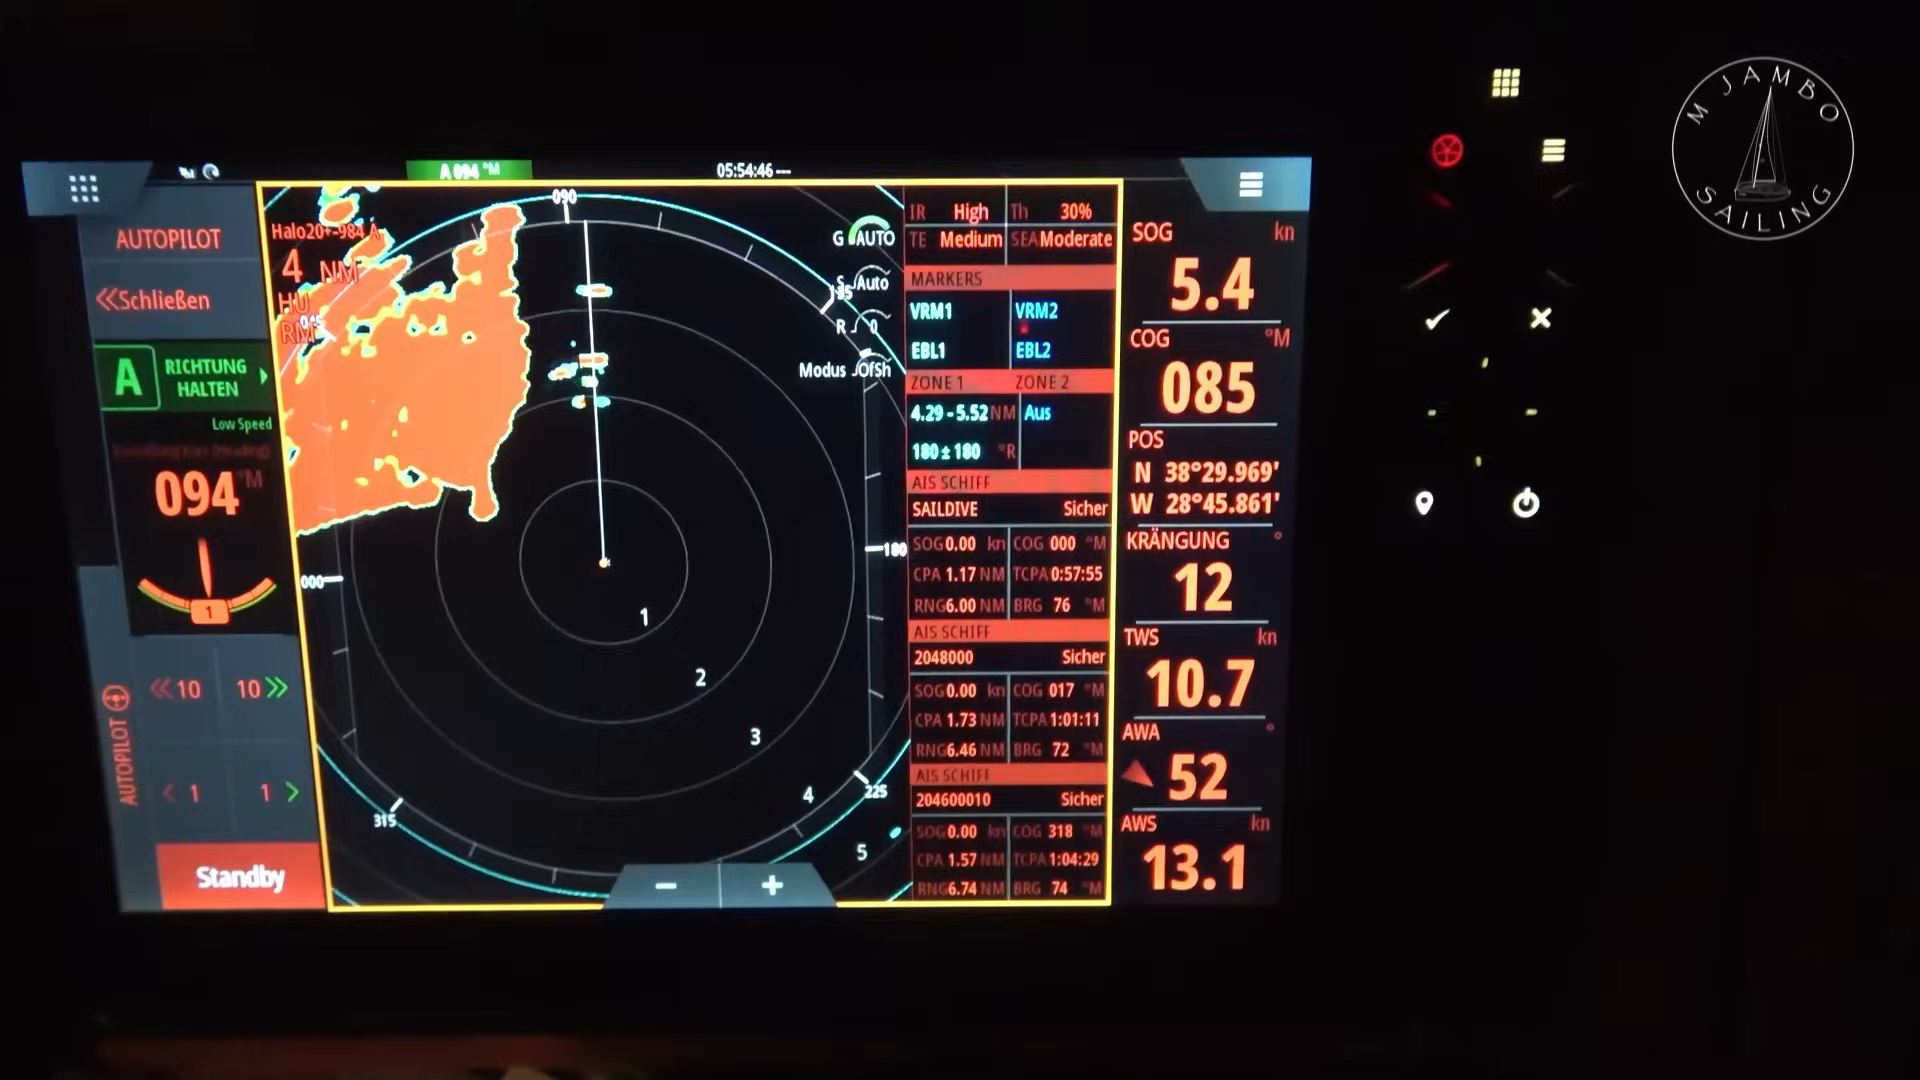 M JAMBO
SAILING
A 094 °M
05:54:46 ---
AUTOPILOT
Schließen
A
RICHTUNG
HALTEN
Low Speed
094 °M
1
10
10
1
1
AUTOPILOT
Standby
Halo20+-984 A
4 NM
HU
RM
090
000
315
225
180
1
2
3
4
5
G AUTO
S Auto
R 0
Modus OfSh
IR High Th 30%
TE Medium SEA Moderate
MARKERS
VRM1 VRM2
EBL1 EBL2
ZONE 1 ZONE 2
4.29 - 5.52 NM Aus
180 ± 180 °R
AIS SCHIFF
SAILDIVE Sicher
SOG 0.00 kn COG 000 °M
CPA 1.17 NM TCPA 0:57:55
RNG 6.00 NM BRG 76 °M
AIS SCHIFF
2048000 Sicher
SOG 0.00 kn COG 017 °M
CPA 1.73 NM TCPA 1:01:11
RNG 6.46 NM BRG 72 °M
AIS SCHIFF
204600010 Sicher
SOG 0.00 kn COG 318 °M
CPA 1.57 NM TCPA 1:04:29
RNG 6.74 NM BRG 74 °M
SOG kn
5.4
COG °M
085
POS
N 38°29.969'
W 28°45.861'
KRÄNGUNG °
12
TWS kn
10.7
AWA °
52
AWS kn
13.1